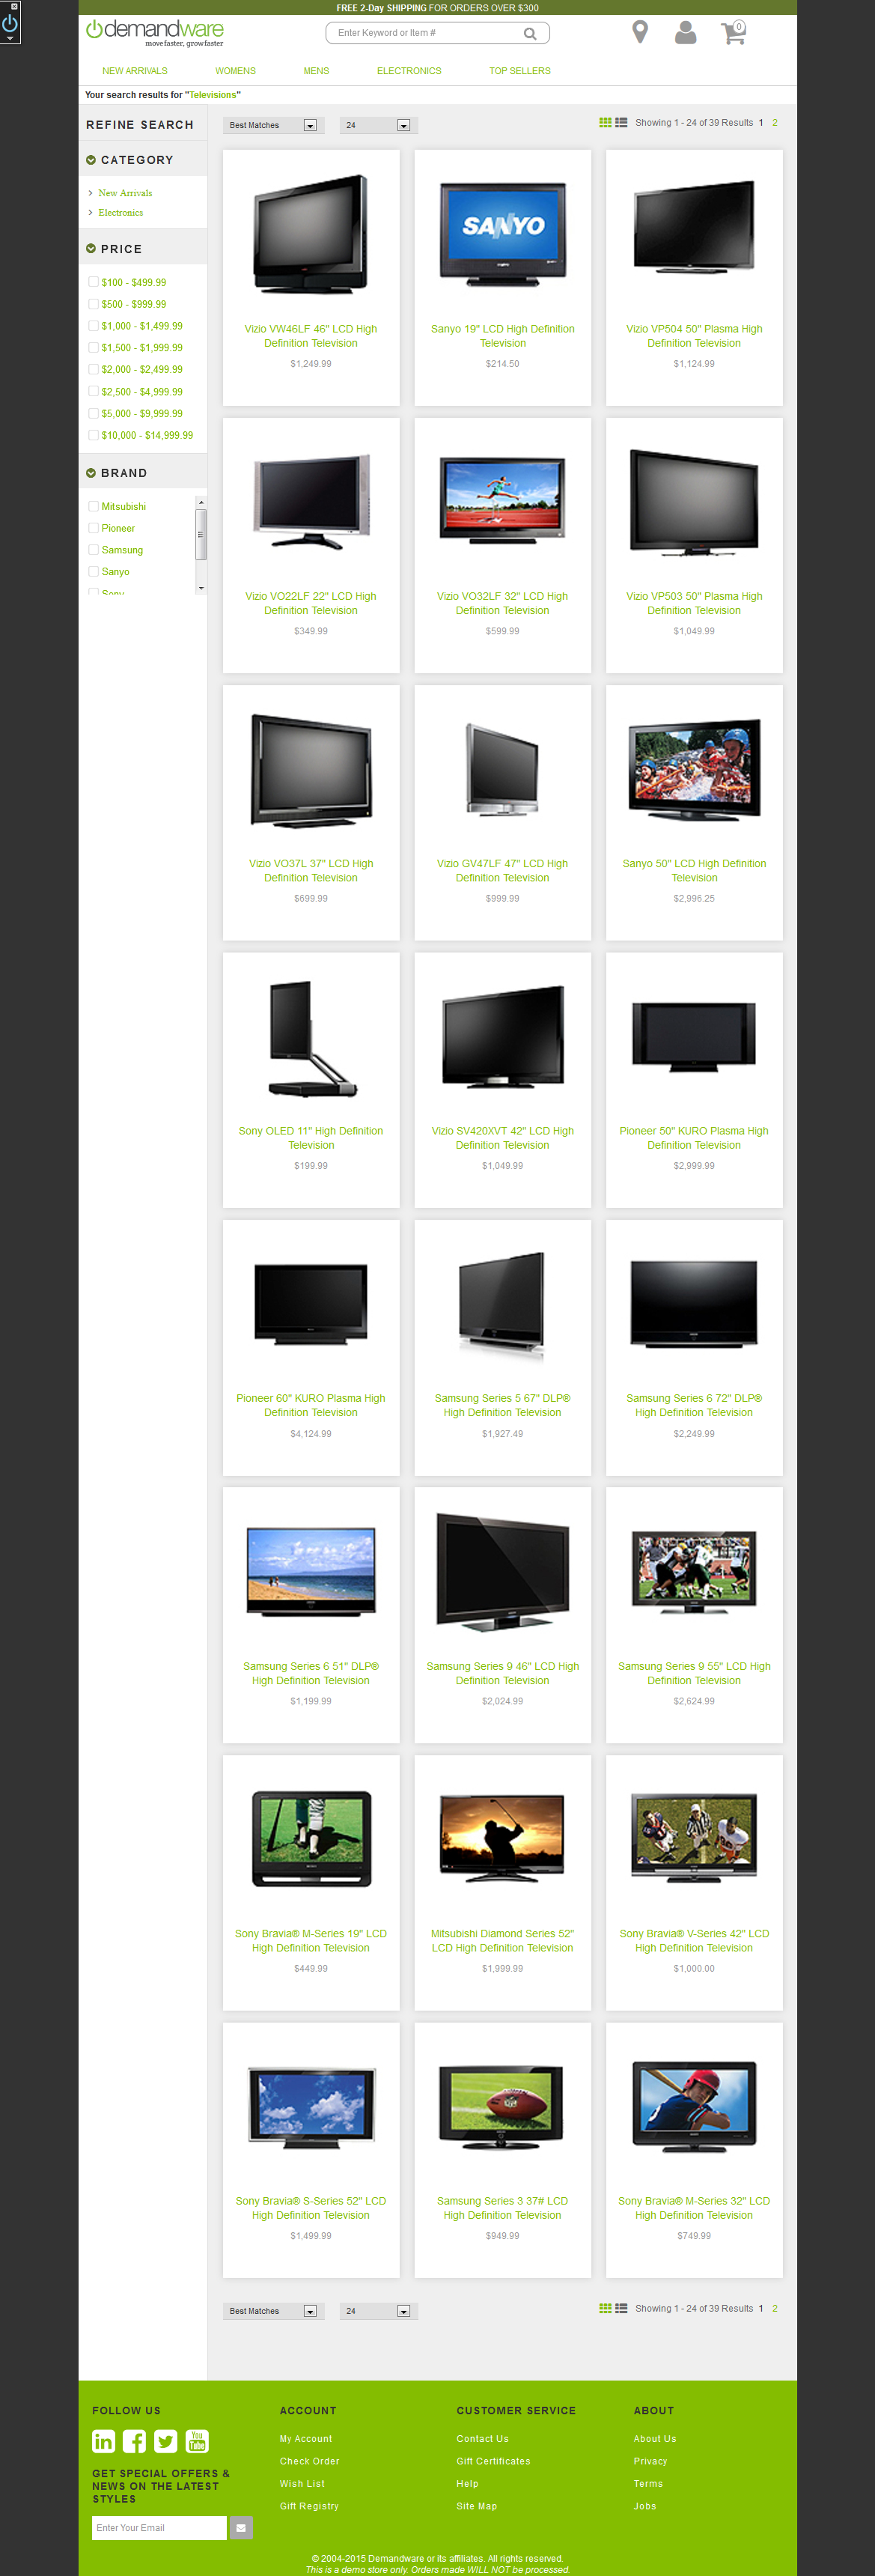 FREE 2-Day SHIPPING FOR ORDERS OVER $300
demandware
move faster, grow faster
Enter Keyword or Item #
0
NEW ARRIVALS WOMENS MENS ELECTRONICS TOP SELLERS
Your search results for "Televisions"
REFINE SEARCH
CATEGORY
New Arrivals
Electronics
PRICE
$100 - $499.99
$500 - $999.99
$1,000 - $1,499.99
$1,500 - $1,999.99
$2,000 - $2,499.99
$2,500 - $4,999.99
$5,000 - $9,999.99
$10,000 - $14,999.99
BRAND
Mitsubishi
Pioneer
Samsung
Sanyo
Sony
Best Matches 24 Showing 1 - 24 of 39 Results 1 2
SANYO
Vizio VW46LF 46" LCD High
Definition Television
$1,249.99
Sanyo 19" LCD High Definition
Television
$214.50
Vizio VP504 50" Plasma High
Definition Television
$1,124.99
Vizio VO22LF 22" LCD High
Definition Television
$349.99
Vizio VO32LF 32" LCD High
Definition Television
$599.99
Vizio VP503 50" Plasma High
Definition Television
$1,049.99
Vizio VO37L 37" LCD High
Definition Television
$699.99
Vizio GV47LF 47" LCD High
Definition Television
$999.99
Sanyo 50" LCD High Definition
Television
$2,996.25
Sony OLED 11" High Definition
Television
$199.99
Vizio SV420XVT 42" LCD High
Definition Television
$1,049.99
Pioneer 50" KURO Plasma High
Definition Television
$2,999.99
Pioneer 60" KURO Plasma High
Definition Television
$4,124.99
Samsung Series 5 67" DLP®
High Definition Television
$1,927.49
Samsung Series 6 72" DLP®
High Definition Television
$2,249.99
Samsung Series 6 51" DLP®
High Definition Television
$1,199.99
Samsung Series 9 46" LCD High
Definition Television
$2,024.99
Samsung Series 9 55" LCD High
Definition Television
$2,624.99
Sony Bravia® M-Series 19" LCD
High Definition Television
$449.99
Mitsubishi Diamond Series 52"
LCD High Definition Television
$1,999.99
Sony Bravia® V-Series 42" LCD
High Definition Television
$1,000.00
Sony Bravia® S-Series 52" LCD
High Definition Television
$1,499.99
Samsung Series 3 37# LCD
High Definition Television
$949.99
Sony Bravia® M-Series 32" LCD
High Definition Television
$749.99
Best Matches 24 Showing 1 - 24 of 39 Results 1 2
FOLLOW US
in
You
Tube
GET SPECIAL OFFERS &
NEWS ON THE LATEST
STYLES
Enter Your Email
ACCOUNT
My Account
Check Order
Wish List
Gift Registry
CUSTOMER SERVICE
Contact Us
Gift Certificates
Help
Site Map
ABOUT
About Us
Privacy
Terms
Jobs
© 2004-2015 Demandware or its affiliates. All rights reserved.
This is a demo store only. Orders made WILL NOT be processed.